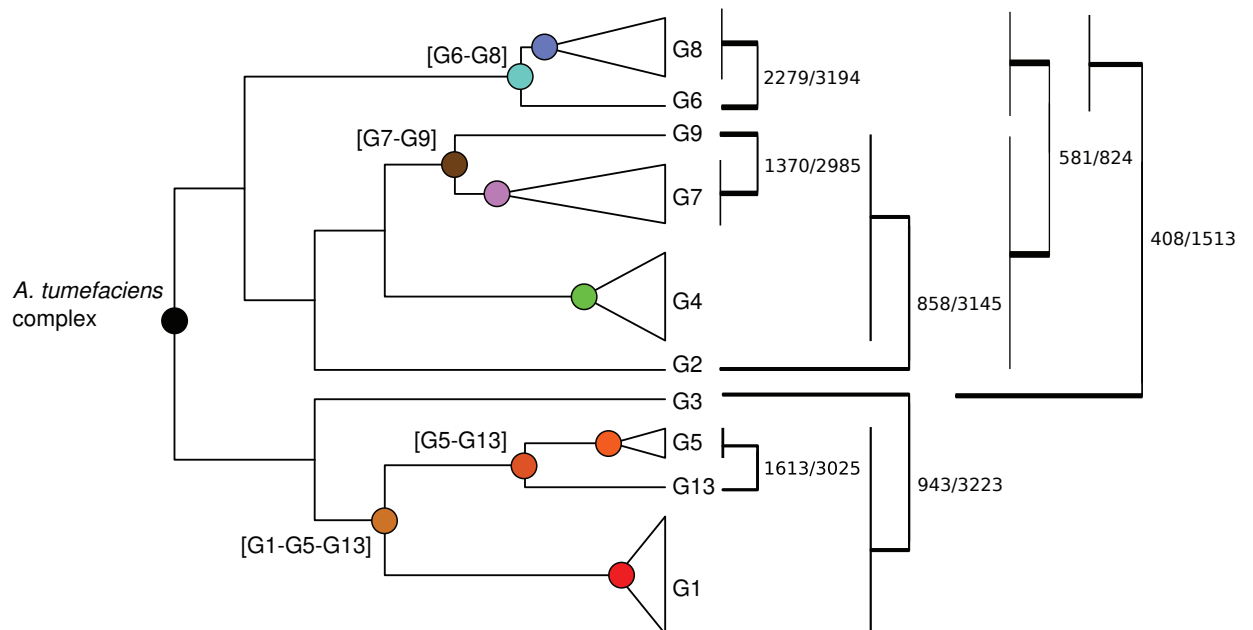 [G6-G8]
G8
2279/3194
G6
[G7-G9]
G9
1370/2985
G7
581/824
408/1513
A. tumefaciens
complex
G4
858/3145
G2
G3
[G5-G13]
G5
1613/3025
G13
943/3223
[G1-G5-G13]
G1